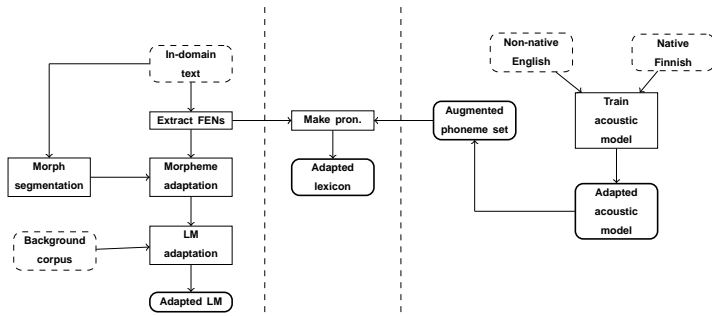 In-domain
text
Extract FENs
Morph
segmentation
Morpheme
adaptation
Background
corpus
LM
adaptation
Adapted LM
Make pron.
Adapted
lexicon
Non-native
English
Native
Finnish
Augmented
phoneme set
Train
acoustic
model
Adapted
acoustic
model